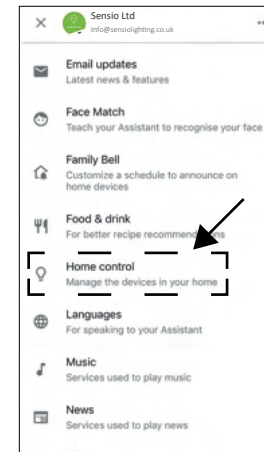 Sensio Ltd
info@sensiolighting.co.uk
Email updates
Latest news & features
Face Match
Teach your Assistant to recognise your face
Family Bell
Customize a schedule to announce on
home devices
Food & drink
For better recipe recommendations
Home control
Manage the devices in your home
Languages
For speaking to your Assistant
Music
Services used to play music
News
Services used to play news